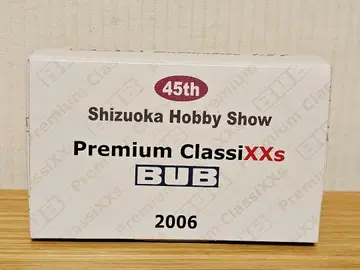 45th
Shizuoka Hobby Show
Premium ClassiXXs
BUB
2006